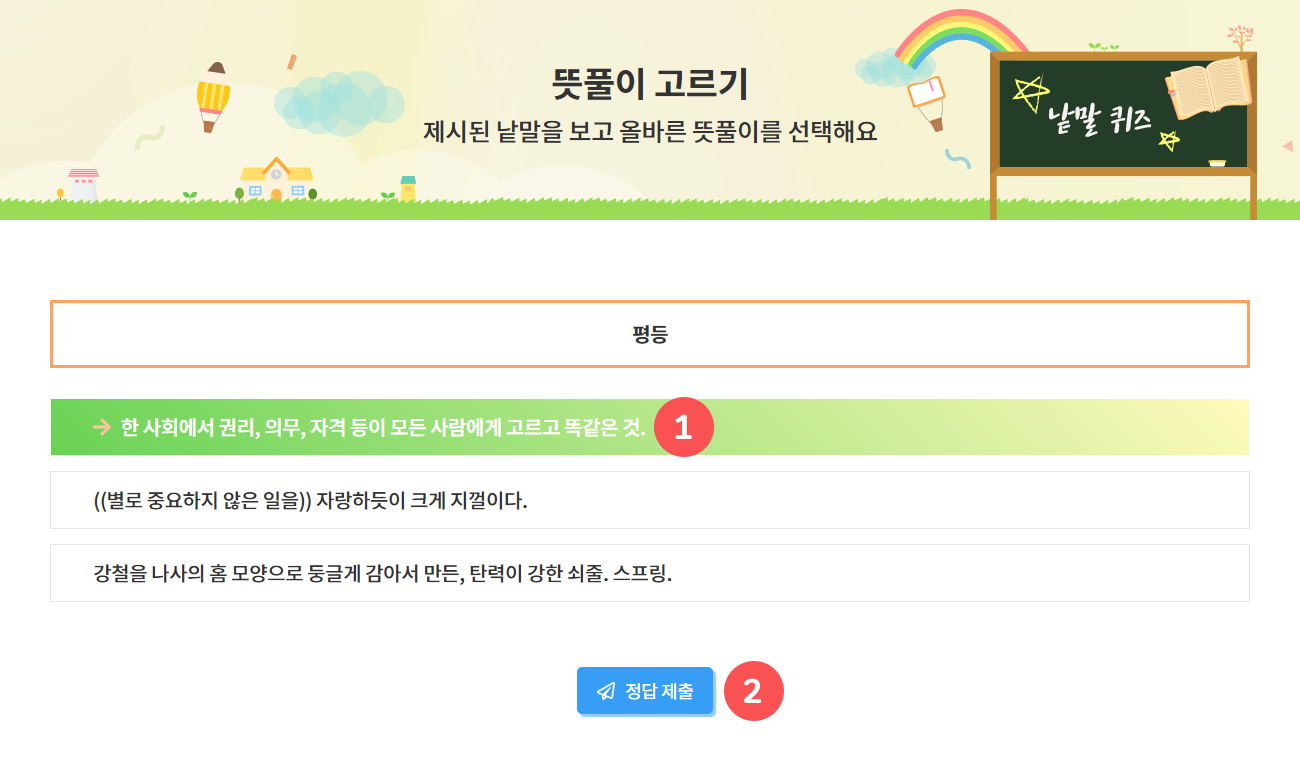 뜻풀이 고르기
제시된 낱말을 보고 올바른 뜻풀이를 선택해요
낱말 퀴즈
평등
한 사회에서 권리, 의무, 자격 등이 모든 사람에게 고르고 똑같은 것.
1
((별로 중요하지 않은 일을)) 자랑하듯이 크게 지껄이다.
강철을 나사의 홈 모양으로 둥글게 감아서 만든, 탄력이 강한 쇠줄. 스프링.
정답 제출
2